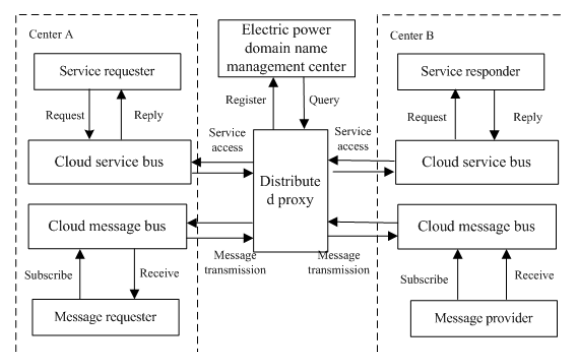 Center A
Electric power
domain name
management center
Center B
Service requester
Service responder
Request
Reply
Register
Query
Request
Reply
Service
access
Service
access
Cloud service bus
Distribute
d proxy
Cloud service bus
Cloud message bus
Cloud message bus
Subscribe
Receive
Message
transmission
Message
transmission
Subscribe
Receive
Message requester
Message provider